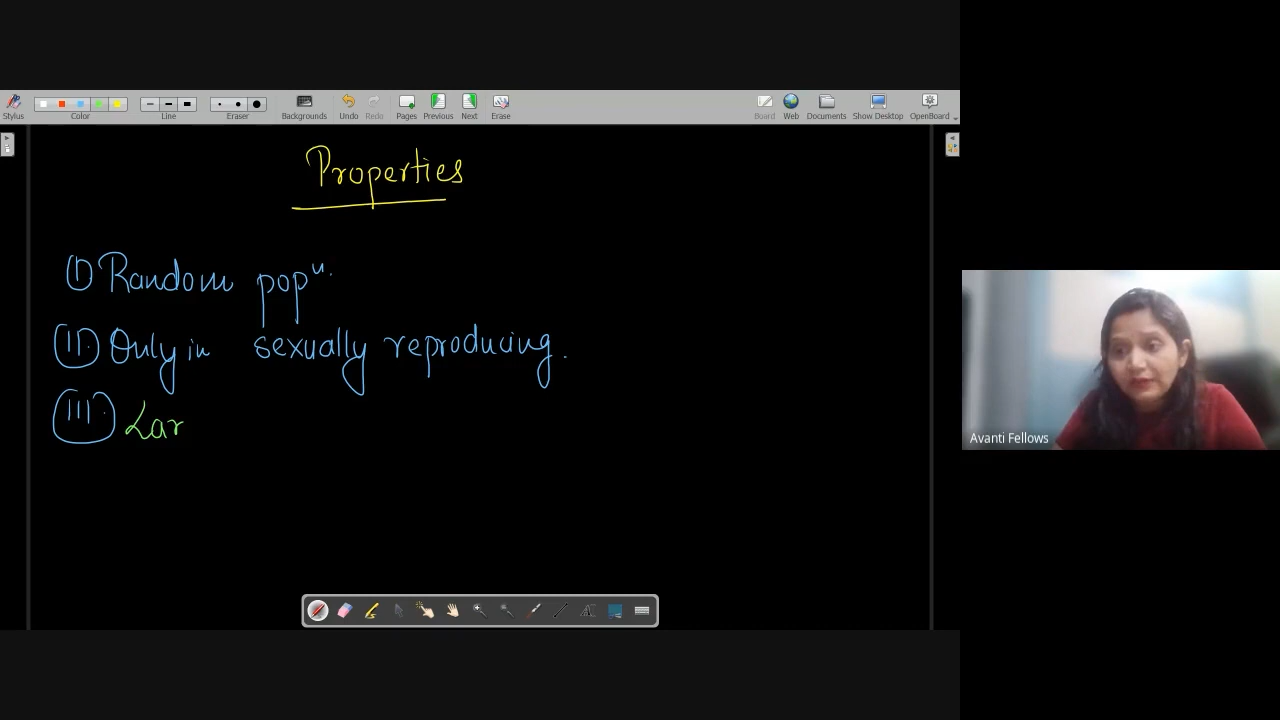 Stylus Color Line Eraser Backgrounds Undo Redo Pages Previous Next Erase Board Web Documents Show Desktop OpenBoard
Properties
(I) Random popⁿ.
(II). Only in sexually reproducing.
(III). Lar
Avanti Fellows